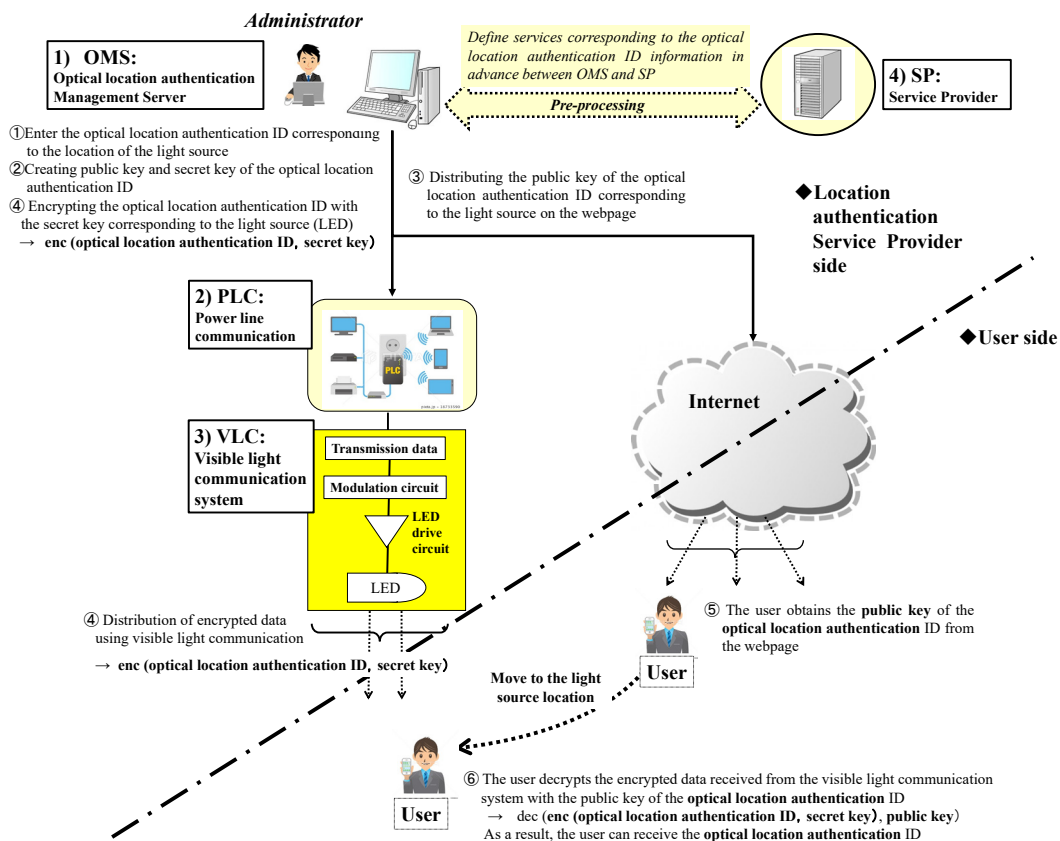 Administrator
1) OMS:
Optical location authentication
Management Server
Define services corresponding to the optical
location authentication ID information in
advance between OMS and SP
Pre-processing
4) SP:
Service Provider
①Enter the optical location authentication ID corresponding
to the location of the light source
②Creating public key and secret key of the optical location
authentication ID
④ Encrypting the optical location authentication ID with
the secret key corresponding to the light source (LED)
→ enc (optical location authentication ID, secret key)
③ Distributing the public key of the optical
location authentication ID corresponding
to the light source on the webpage
◆Location
authentication
Service Provider
side
◆User side
2) PLC:
Power line
communication
PLC
Internet
3) VLC:
Visible light
communication
system
Transmission data
Modulation circuit
LED
drive
circuit
LED
④ Distribution of encrypted data
using visible light communication
→ enc (optical location authentication ID, secret key)
⑤ The user obtains the public key of the
optical location authentication ID from
the webpage
User
Move to the light
source location
User
⑥ The user decrypts the encrypted data received from the visible light communication
system with the public key of the optical location authentication ID
→ dec (enc (optical location authentication ID, secret key), public key)
As a result, the user can receive the optical location authentication ID